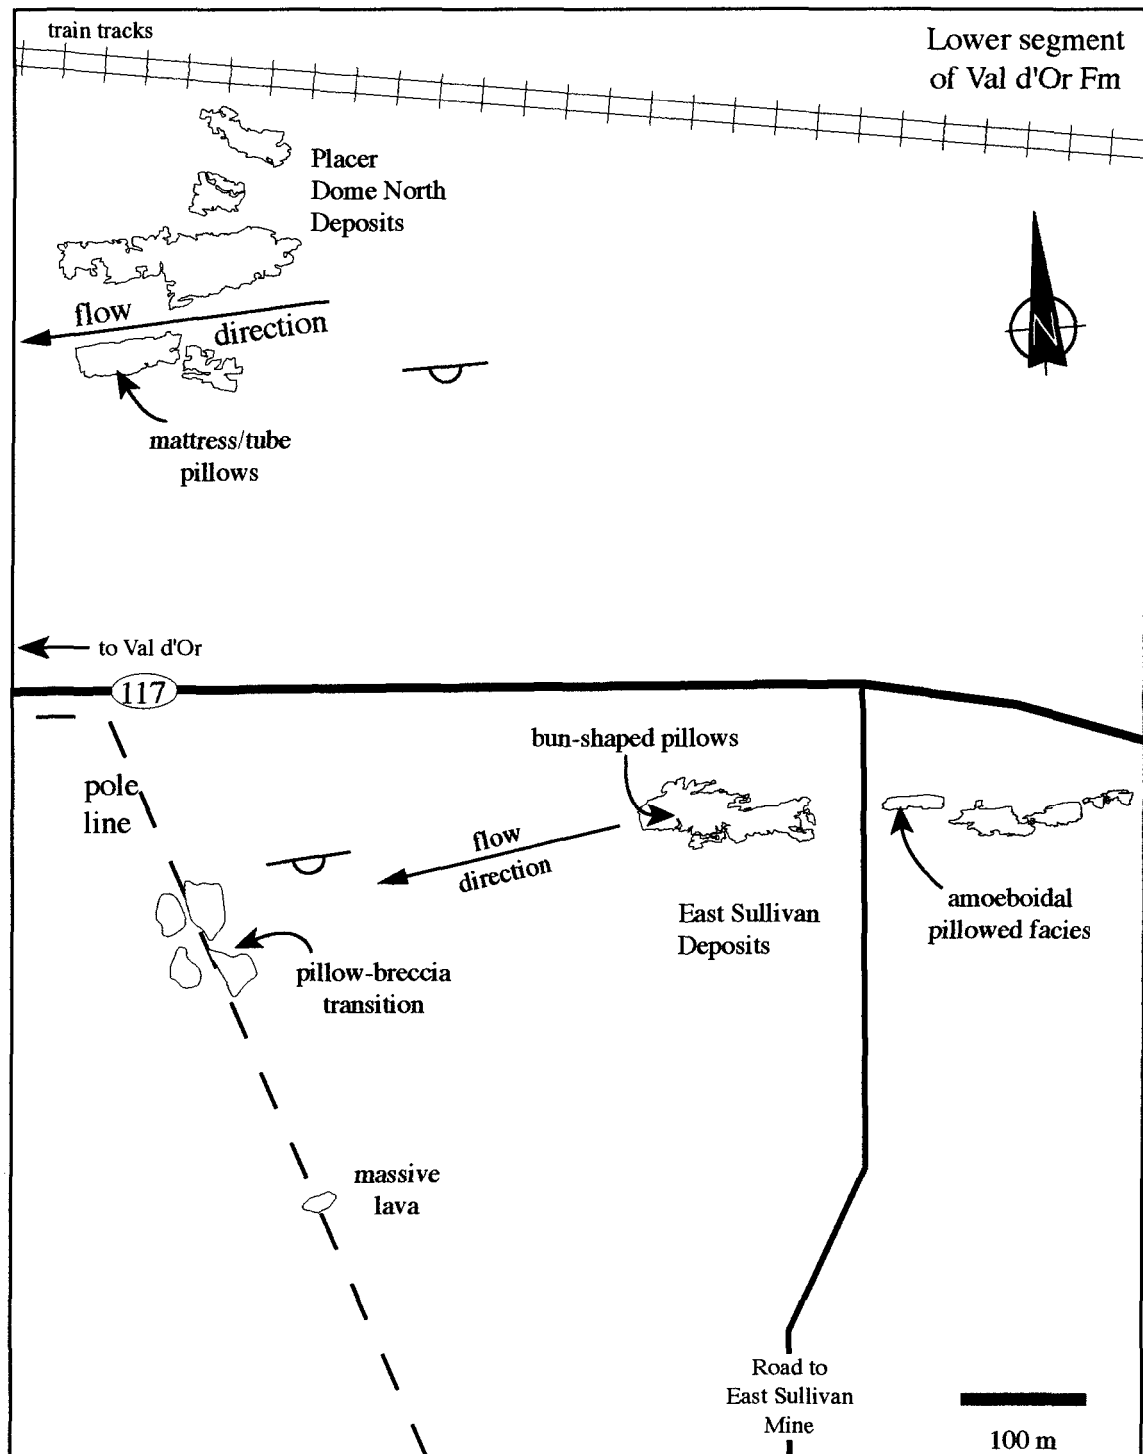 train tracks
Lower segment
of Val d'Or Fm
Placer
Dome North
Deposits
flow
direction
mattress/tube
pillows
N
to Val d'Or
117
bun-shaped pillows
pole
line
flow
direction
East Sullivan
Deposits
amoeboidal
pillowed facies
pillow-breccia
transition
massive
lava
Road to
East Sullivan
Mine
100 m